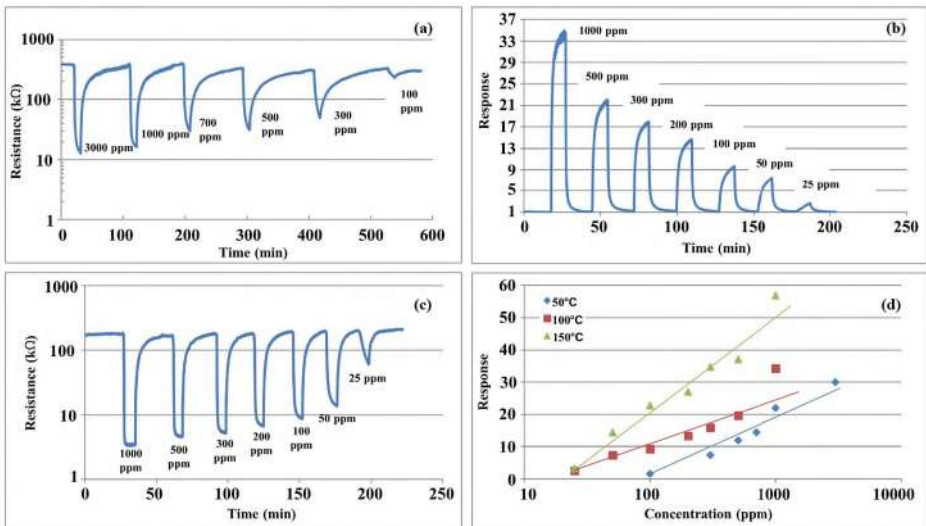 (a)
1000
100
10
1
Resistance (kΩ)
3000 ppm
1000 ppm
700
ppm
500
ppm
300
ppm
100
ppm
0 100 200 300 400 500 600
Time (min)
(b)
37
33
29
25
21
17
13
9
5
1
Response
1000 ppm
500 ppm
300 ppm
200 ppm
100 ppm
50 ppm
25 ppm
0 50 100 150 200 250
Time (min)
(c)
1000
100
10
1
Resistance (kΩ)
1000
ppm
500
ppm
300
ppm
200
ppm
100
ppm
50 ppm
25 ppm
0 50 100 150 200 250
Time (min)
(d)
60
50
40
30
20
10
0
Response
50°C
100°C
150°C
10 100 1000 10000
Concentration (ppm)